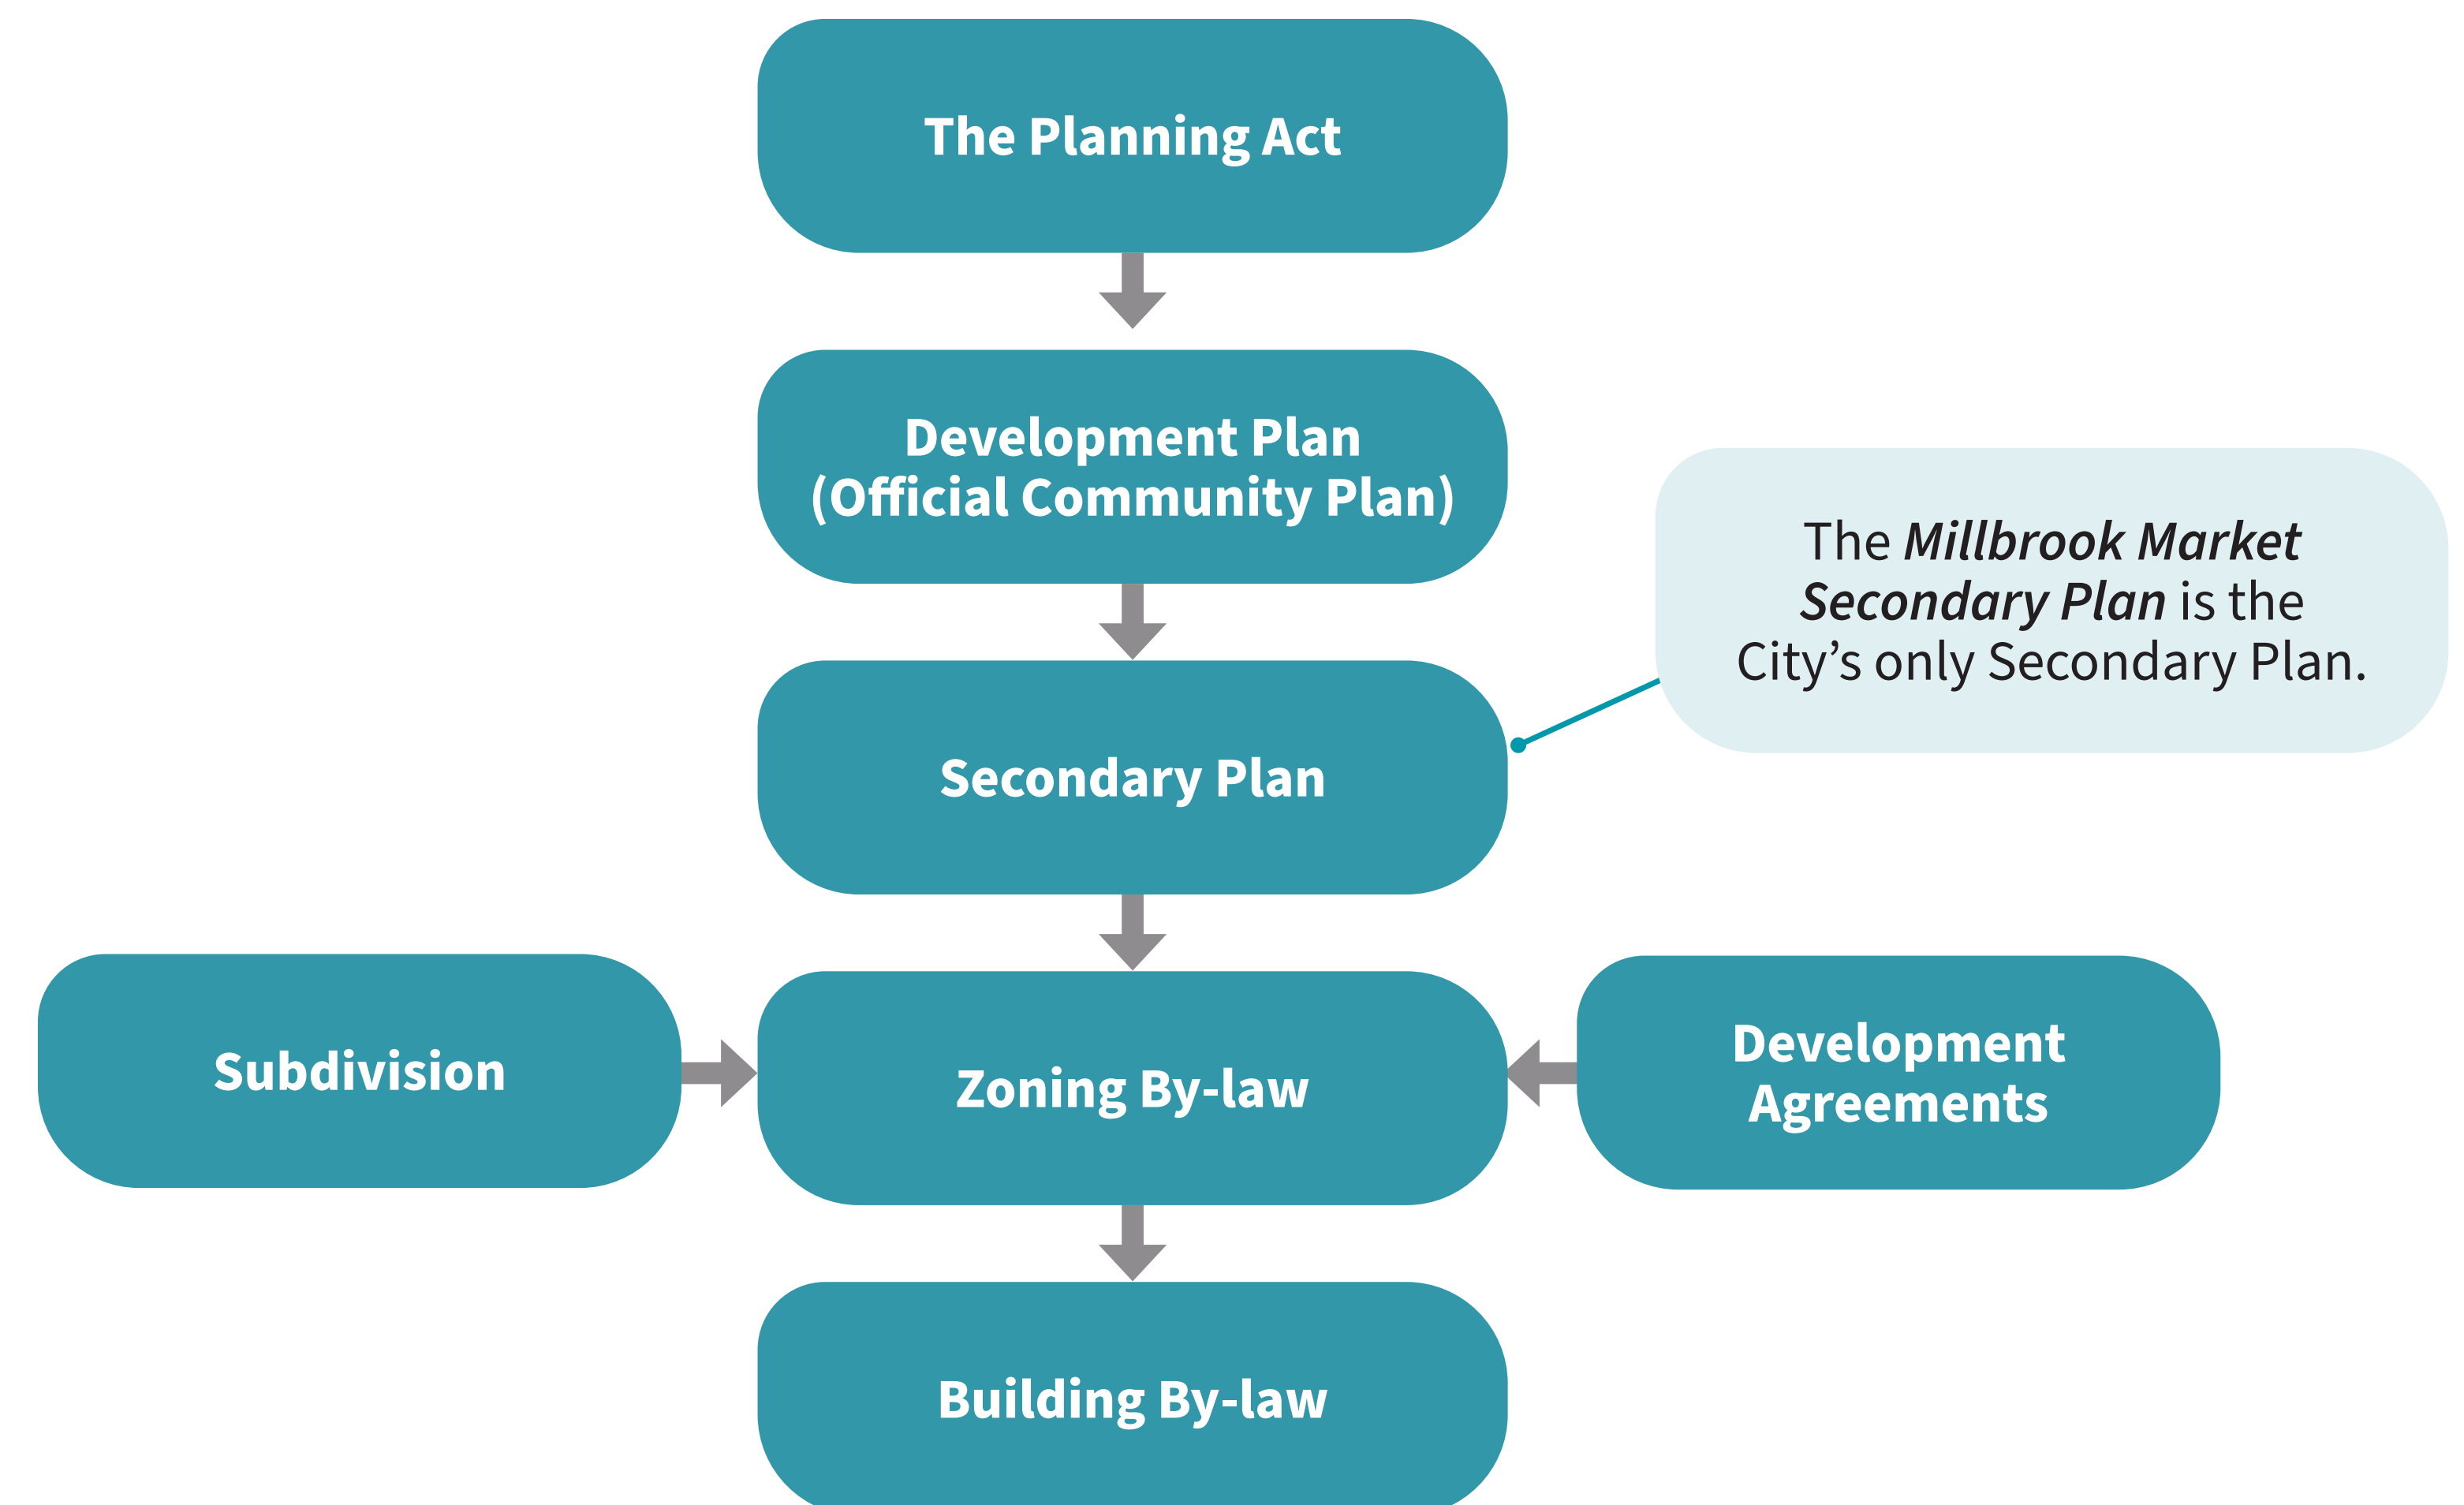 The Planning Act
Development Plan
(Official Community Plan)
The Millbrook Market
Secondary Plan is the
City’s only Secondary Plan.
Secondary Plan
Subdivision
Zoning By-law
Development
Agreements
Building By-law